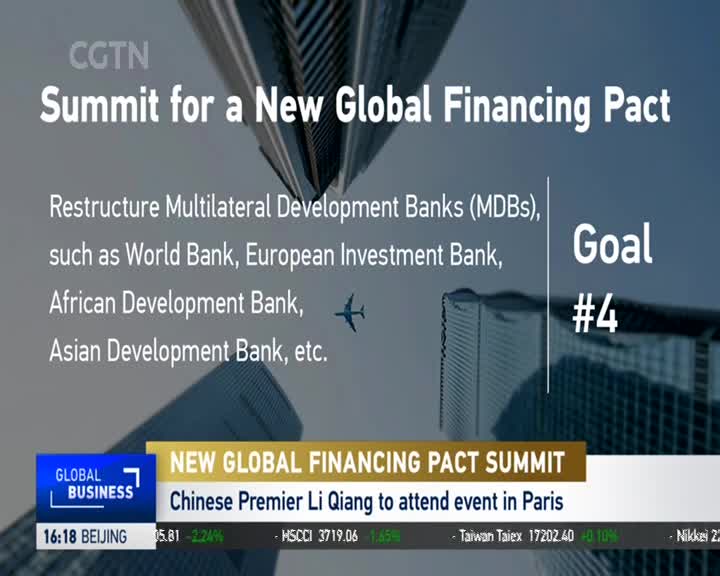 CGTN
Summit for a New Global Financing Pact
Restructure Multilateral Development Banks (MDBs),
such as World Bank, European Investment Bank,
African Development Bank,
Asian Development Bank, etc.
Goal
#4
NEW GLOBAL FINANCING PACT SUMMIT
GLOBAL
BUSINESS
Chinese Premier Li Qiang to attend event in Paris
16:18 BEIJING 05.81 -2.24% - HSCCI 3719.06 -1.65% - Taiwan Taiex 17202.40 +0.10% - Nikkei 22